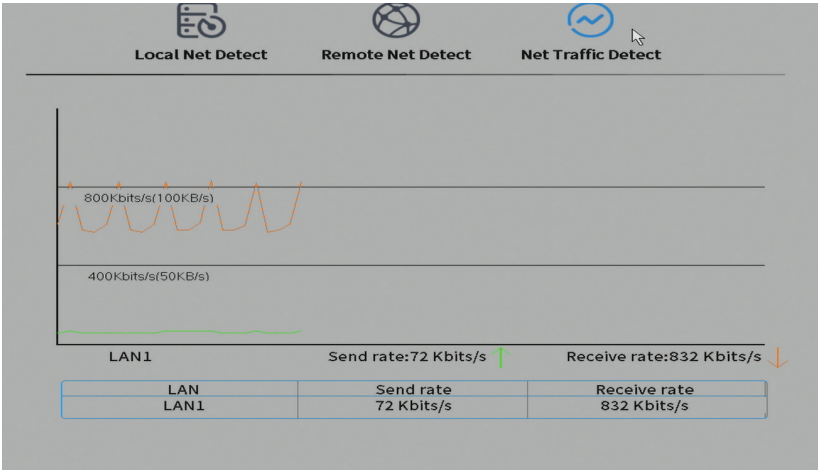 Local Net Detect
Remote Net Detect
Net Traffic Detect
800Kbits/s(100KB/s)
400Kbits/s(50KB/s)
LAN1
Send rate:72 Kbits/s
Receive rate:832 Kbits/s
LAN Send rate Receive rate
LAN1 72 Kbits/s 832 Kbits/s